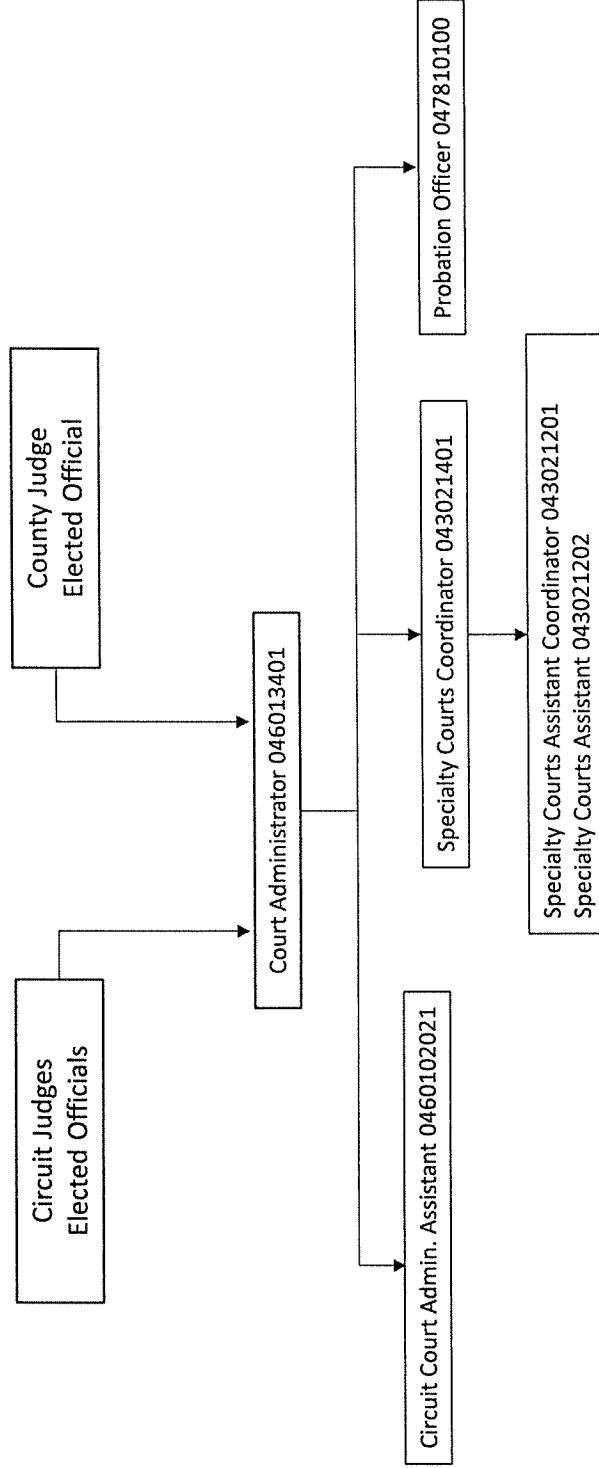 Circuit Judges
Elected Officials
County Judge
Elected Official
Court Administrator 046013401
Circuit Court Admin. Assistant 0460102021
Specialty Courts Coordinator 043021401
Probation Officer 047810100
Specialty Courts Assistant Coordinator 043021201
Specialty Courts Assistant 043021202